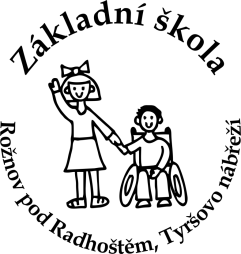 Základní škola
Rožnov pod Radhoštěm, Tyršovo nábřeží